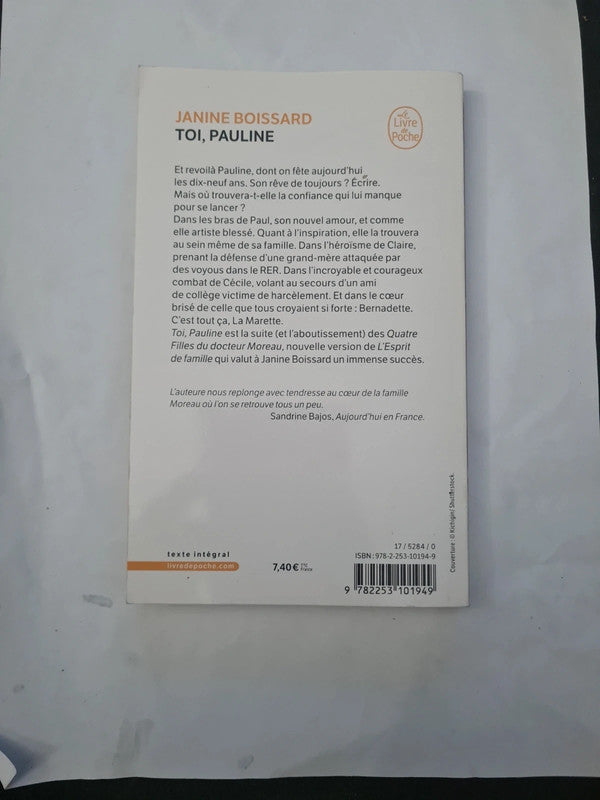 JANINE BOISSARD
TOI, PAULINE
Le
Livre
de
Poche
Et revoilà Pauline, dont on fête aujourd'hui
les dix-neuf ans. Son rêve de toujours ? Écrire.
Mais où trouvera-t-elle la confiance qui lui manque
pour se lancer ?
Dans les bras de Paul, son nouvel amour, et comme
elle artiste blessé. Quant à l'inspiration, elle la trouvera
au sein même de sa famille. Dans l'héroïsme de Claire,
prenant la défense d'une grand-mère attaquée par
des voyous dans le RER. Dans l'incroyable et courageux
combat de Cécile, volant au secours d'un ami
de collège victime de harcèlement. Et dans le cœur
brisé de celle que tous croyaient si forte : Bernadette.
C'est tout ça, La Marette.
Toi, Pauline est la suite (et l'aboutissement) des Quatre
Filles du docteur Moreau, nouvelle version de L'Esprit
de famille qui valut à Janine Boissard un immense succès.
L'auteure nous replonge avec tendresse au cœur de la famille
Moreau où l'on se retrouve tous un peu.
Sandrine Bajos, Aujourd'hui en France.
texte intégral
livredepoche.com
7,40 € TTC
France
17 / 5284 / 0
ISBN : 978-2-253-10194-9
9 782253 101949
Couverture : © Richgini/ Shutterstock.